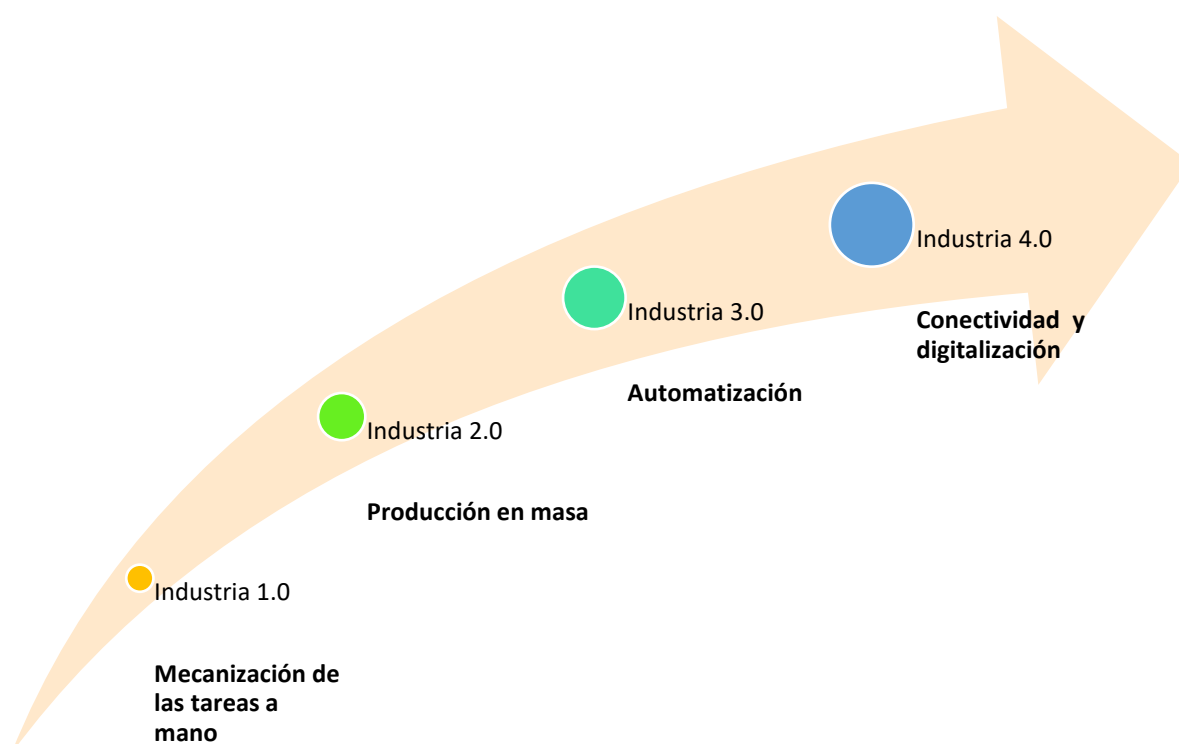 Industria 4.0
Conectividad  y
digitalización
Industria 3.0
Automatización
Industria 2.0
Producción en masa
Industria 1.0
Mecanización de
las tareas a
mano